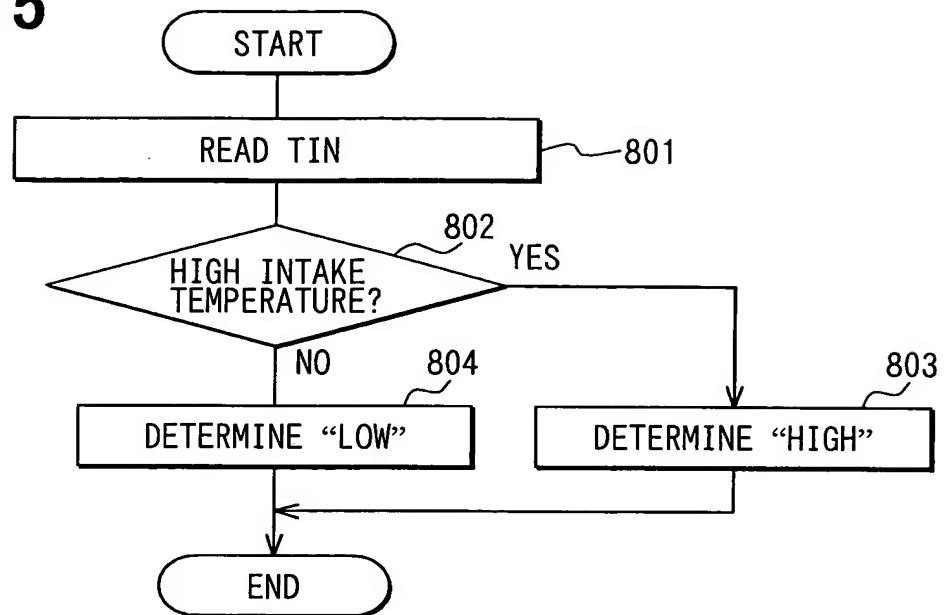 5
START
READ TIN
801
802
HIGH INTAKE
TEMPERATURE?
YES
NO
804
803
DETERMINE “LOW”
DETERMINE “HIGH”
END